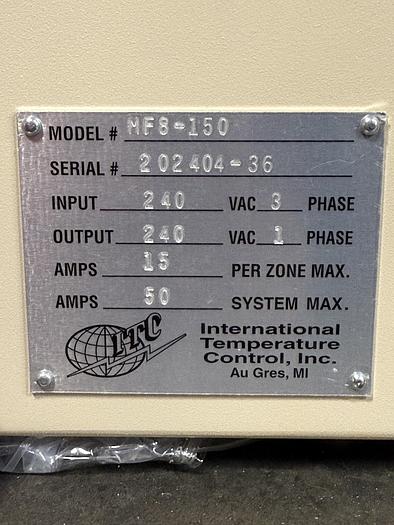 MODEL # MF8-150
SERIAL # 202404-36
INPUT 240 VAC 3 PHASE
OUTPUT 240 VAC 1 PHASE
AMPS 15 PER ZONE MAX.
AMPS 50 SYSTEM MAX.
ITC
International
Temperature
Control, Inc.
Au Gres, MI